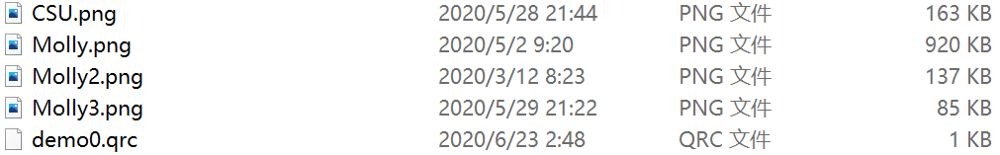 CSU.png 2020/5/28 21:44 PNG 文件 163 KB
Molly.png 2020/5/2 9:20 PNG 文件 920 KB
Molly2.png 2020/3/12 8:23 PNG 文件 137 KB
Molly3.png 2020/5/29 21:22 PNG 文件 85 KB
demo0.qrc 2020/6/23 2:48 QRC 文件 1 KB